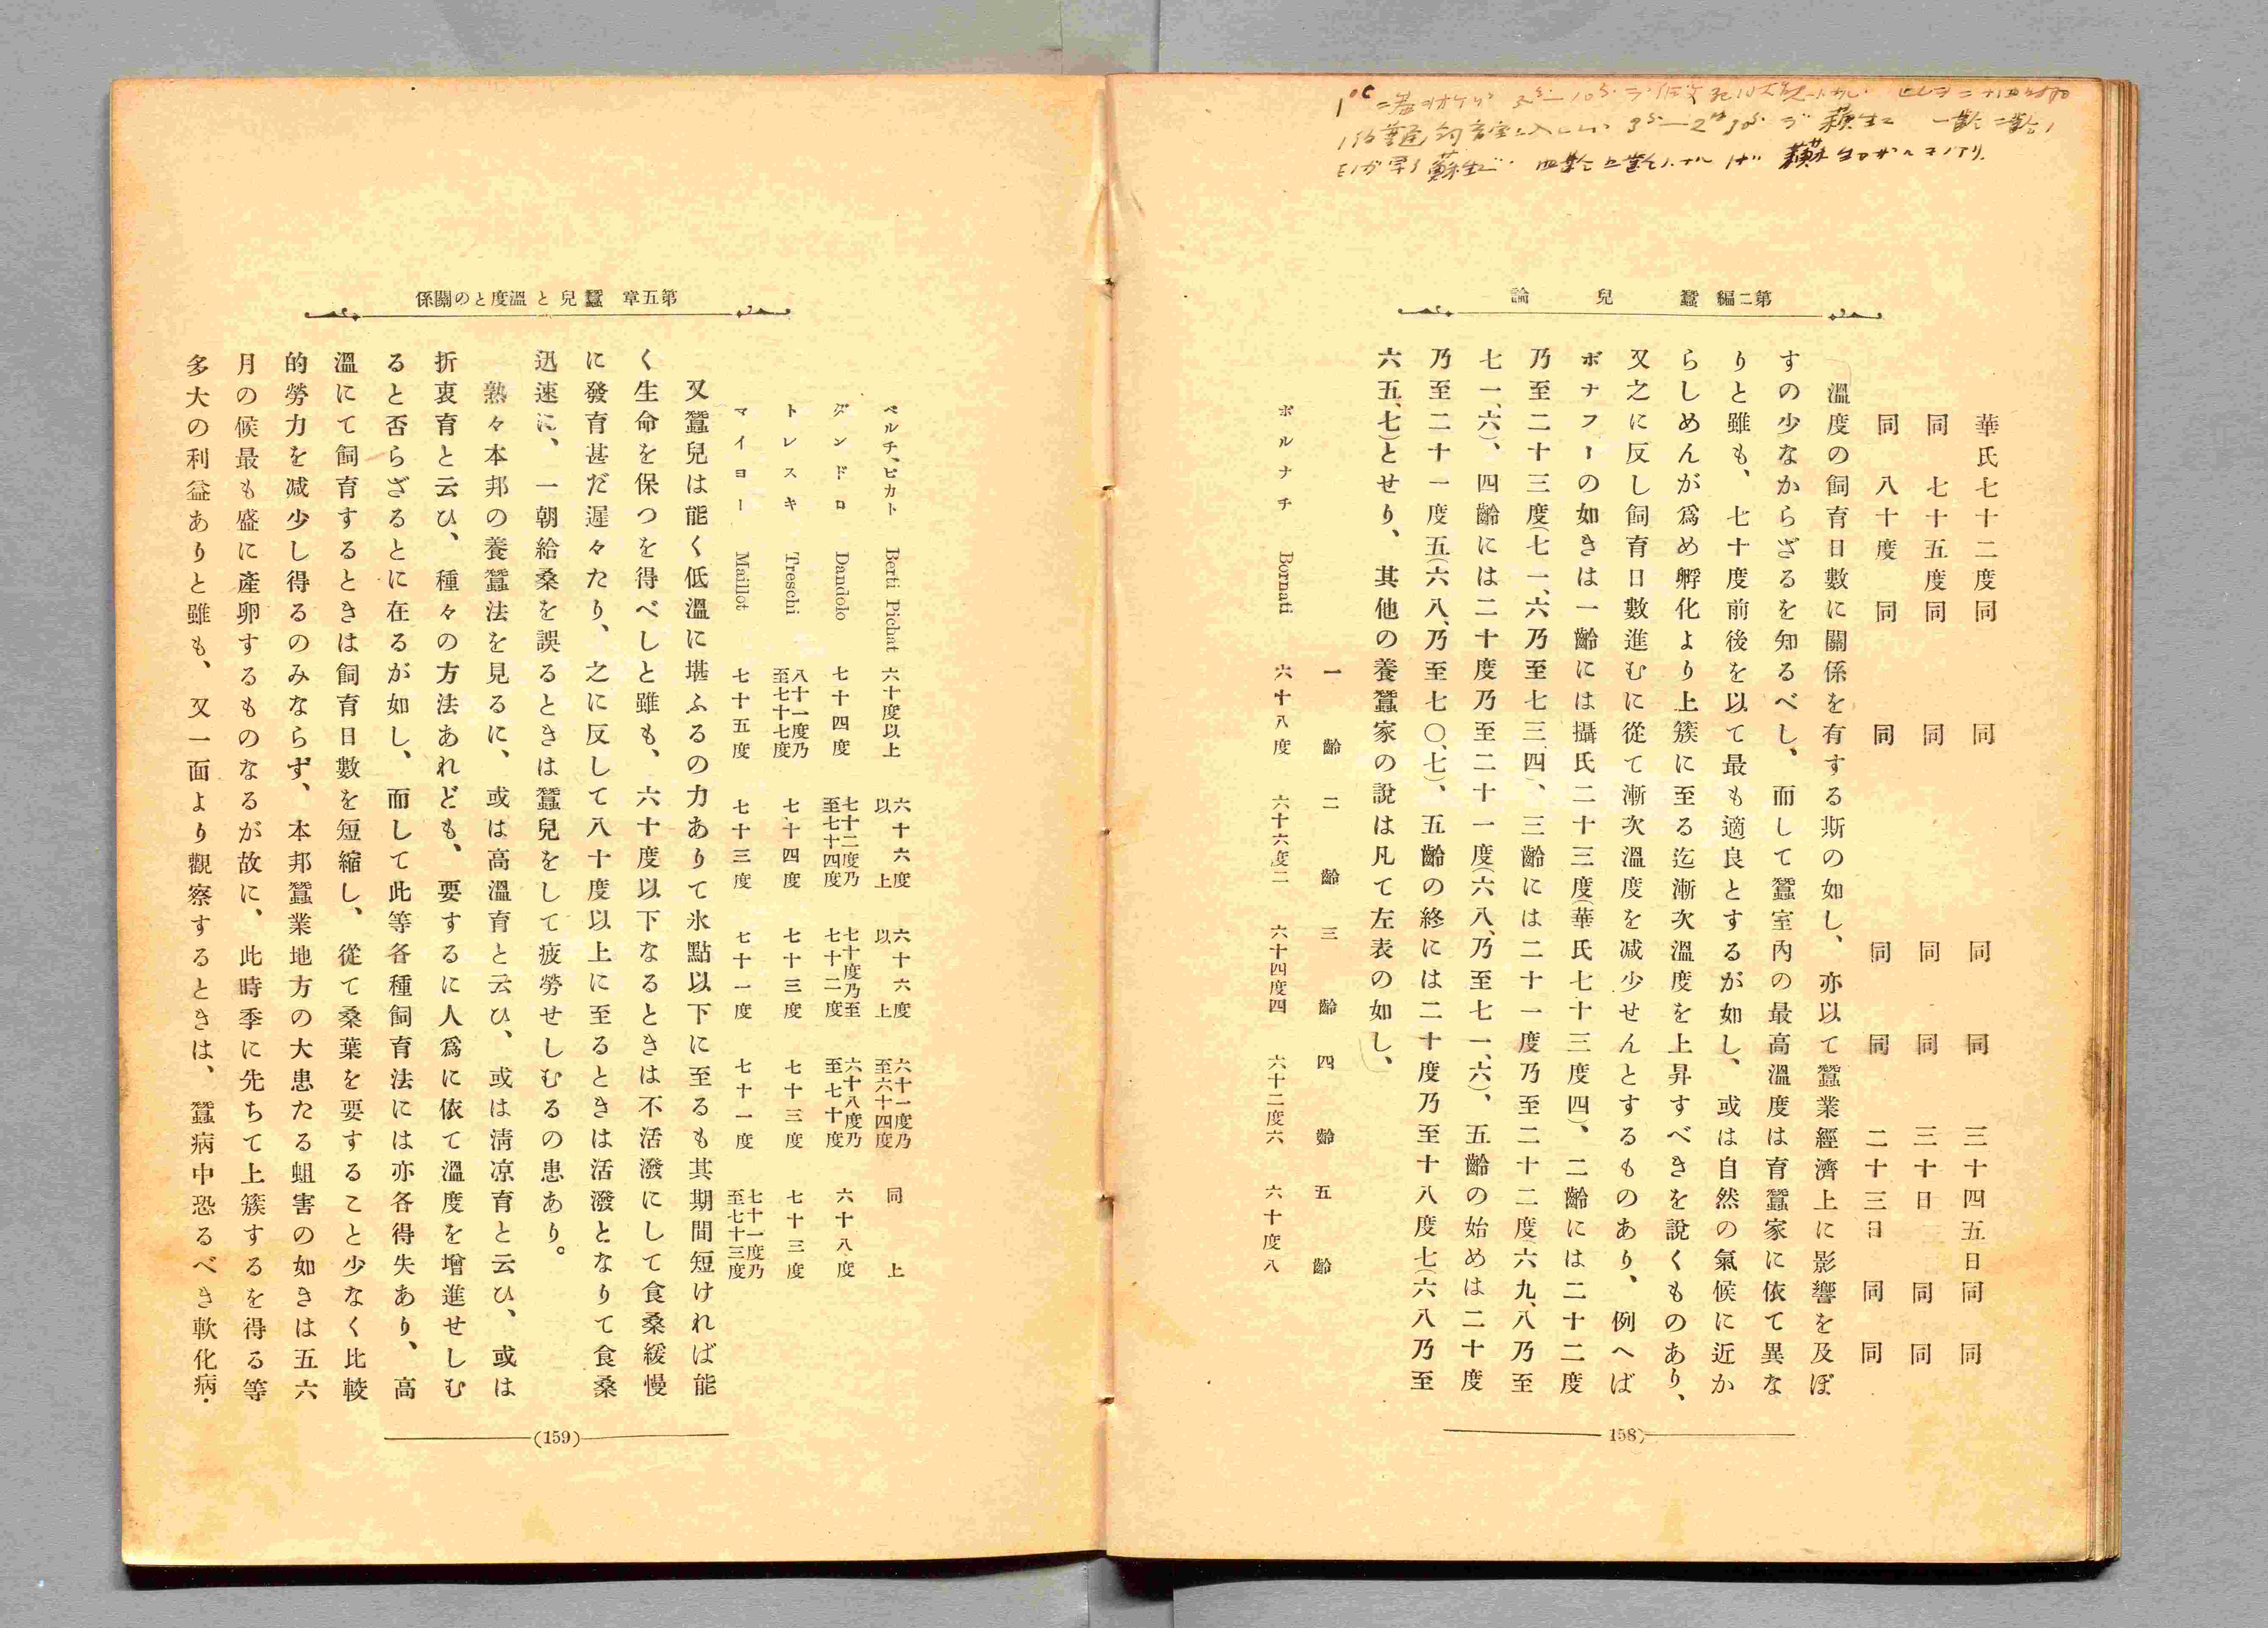 第二編 蠶兒論
華氏七十二度 同 同 同 同 三十四五日 同 同
同 七十五度 同 同 同 同 三十日 同 同
同 八十度 同 同 同 同 二十三日 同 同
溫度の飼育日數に關係を有する斯の如し、亦以て蠶業經濟上に影響を及ぼ
すの少なからざるを知るべし、而して蠶室內の最高溫度は育蠶家に依て異な
りと雖も、七十度前後を以て最も適良とするが如し、或は自然の氣候に近か
らしめんが爲め孵化より上簇に至る迄漸次溫度を上昇すべきを說くものあり、
又之に反し飼育日數進むに從て漸次溫度を減少せんとするものあり、例へば
ボナフーの如きは一齡には攝氏二十三度(華氏七十三度四)、二齡には二十二度
乃至二十三度(七一、六乃至七三、四)、三齡には二十一度乃至二十二度(六九、八乃至
七一、六)、四齡には二十度乃至二十一度(六八、乃至七一、六)、五齡の始めは二十度
乃至二十一度五(六八、乃至七〇、七)、五齡の終には二十度乃至十八度七(六八乃至
六五、七)とせり、其他の養蠶家の說は凡て左表の如し、
一齡 二齡 三齡 四齡 五齡
ボルナチ Bornati 六十八度 六十六度二 六十四度四 六十二度六 六十度八
158)
第五章 蠶兒と溫度との關係
ベルチ、ピカト Berti Pichat 六十度以上 六十六度以上 六十六度以上 六十一度乃至六十四度 同上
ダンドロ Dandolo 七十四度 七十二度乃至七十四度 七十度乃至七十二度 六十八度乃至七十度 六十八度
トレスキ Treschi 八十一度乃至七十七度 七十四度 七十三度 七十三度 七十三度
マイヨー Maillot 七十五度 七十三度 七十一度 七十一度 七十一度乃至七十三度
又蠶兒は能く低溫に堪ふるの力ありて氷點以下に至るも其期間短ければ能
く生命を保つを得べしと雖も、六十度以下なるときは不活潑にして食桑緩慢
に發育甚だ遲々たり、之に反して八十度以上に至るときは活潑となりて食桑
迅速に、一朝給桑を誤るときは蠶兒をして疲勞せしむるの患あり。
熟々本邦の養蠶法を見るに、或は高溫育と云ひ、或は淸凉育と云ひ、或は
折衷育と云ひ、種々の方法あれども、要するに人爲に依て溫度を增進せしむ
ると否らざるとに在るが如し、而して此等各種飼育法には亦各得失あり、高
溫にて飼育するときは飼育日數を短縮し、從て桑葉を要すること少なく比較
的勞力を減少し得るのみならず、本邦蠶業地方の大患たる蛆害の如きは五六
月の候最も盛に產卵するものなるが故に、此時季に先ちて上簇するを得る等
多大の利益ありと雖も、又一面より觀察するときは、蠶病中恐るべき軟化病・
(159)